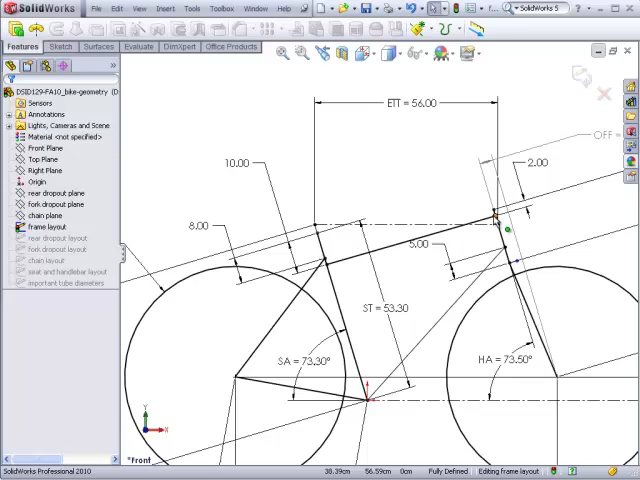 SolidWorks
File Edit View Insert Tools Toolbox Window Help
SolidWorks S
Features Sketch Surfaces Evaluate DimXpert Office Products
DSID129-FA10_bike-geometry (D
Sensors
Annotations
Lights, Cameras and Scene
Material <not specified>
Front Plane
Top Plane
Right Plane
Origin
rear dropout plane
fork dropout plane
chain plane
frame layout
rear dropout layout
fork dropout layout
chain layout
seat and handlebar layout
important tube diameters
ETT = 56.00
OFF =
10.00
2.00
8.00
5.00
ST = 53.30
SA = 73.30°
HA = 73.50°
Y
X
*Front
SolidWorks Professional 2010
38.39cm 56.59cm 0cm Fully Defined Editing frame layout